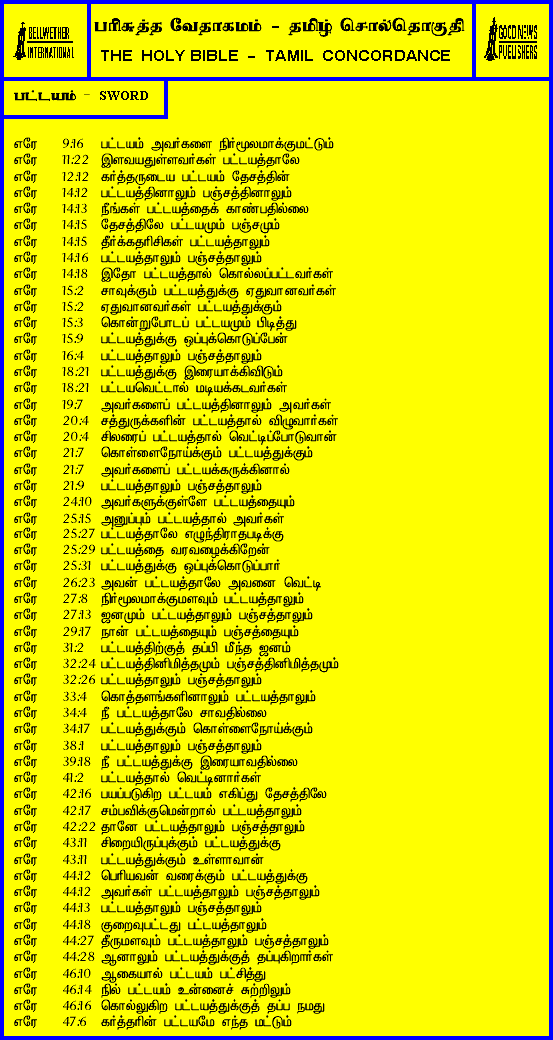 BELLWETHER
INTERNATIONAL
பரிசுத்த வேதாகமம் - தமிழ் சொல்தொகுதி
THE HOLY BIBLE - TAMIL CONCORDANCE
GOOD NEWS
PUBLISHERS
பட்டயம் - SWORD
எரே 9:16 பட்டயம் அவர்களை நிர்மூலமாக்குமட்டும்
எரே 11:22 இளவயதுள்ளவர்கள் பட்டயத்தாலே
எரே 12:12 கர்த்தருடைய பட்டயம் தேசத்தின்
எரே 14:12 பட்டயத்தினாலும் பஞ்சத்தினாலும்
எரே 14:13 நீங்கள் பட்டயத்தைக் காண்பதில்லை
எரே 14:15 தேசத்திலே பட்டயமும் பஞ்சமும்
எரே 14:15 தீர்க்கதரிசிகள் பட்டயத்தாலும்
எரே 14:16 பட்டயத்தாலும் பஞ்சத்தாலும்
எரே 14:18 இதோ பட்டயத்தால் கொல்லப்பட்டவர்கள்
எரே 15:2 சாவுக்கும் பட்டயத்துக்கு ஏதுவானவர்கள்
எரே 15:2 ஏதுவானவர்கள் பட்டயத்துக்கும்
எரே 15:3 கொன்றுபோடப் பட்டயமும் பிடித்து
எரே 15:9 பட்டயத்துக்கு ஒப்புக்கொடுப்பேன்
எரே 16:4 பட்டயத்தாலும் பஞ்சத்தாலும்
எரே 18:21 பட்டயத்துக்கு இரையாக்கிவிடும்
எரே 18:21 பட்டயவெட்டால் மடியக்கடவர்கள்
எரே 19:7 அவர்களைப் பட்டயத்தினாலும் அவர்கள்
எரே 20:4 சத்துருக்களின் பட்டயத்தால் விழுவார்கள்
எரே 20:4 சிலரைப் பட்டயத்தால் வெட்டிப்போடுவான்
எரே 21:7 கொள்ளைநோய்க்கும் பட்டயத்துக்கும்
எரே 21:7 அவர்களைப் பட்டயக்கருக்கினால்
எரே 21:9 பட்டயத்தாலும் பஞ்சத்தாலும்
எரே 24:10 அவர்களுக்குள்ளே பட்டயத்தையும்
எரே 25:15 அனுப்பும் பட்டயத்தால் அவர்கள்
எரே 25:27 பட்டயத்தாலே எழுந்திராதபடிக்கு
எரே 25:29 பட்டயத்தை வரவழைக்கிறேன்
எரே 25:31 பட்டயத்துக்கு ஒப்புக்கொடுப்பார்
எரே 26:23 அவன் பட்டயத்தாலே அவனை வெட்டி
எரே 27:8 நிர்மூலமாக்குமளவும் பட்டயத்தாலும்
எரே 27:13 ஜனமும் பட்டயத்தாலும் பஞ்சத்தாலும்
எரே 29:17 நான் பட்டயத்தையும் பஞ்சத்தையும்
எரே 31:2 பட்டயத்திற்குத் தப்பி மீந்த ஜனம்
எரே 32:24 பட்டயத்தினிமித்தமும் பஞ்சத்தினிமித்தமும்
எரே 32:26 பட்டயத்தாலும் பஞ்சத்தாலும்
எரே 33:4 கொத்தளங்களினாலும் பட்டயத்தாலும்
எரே 34:4 நீ பட்டயத்தாலே சாவதில்லை
எரே 34:17 பட்டயத்துக்கும் கொள்ளைநோய்க்கும்
எரே 38:1 பட்டயத்தாலும் பஞ்சத்தாலும்
எரே 39:18 நீ பட்டயத்துக்கு இரையாவதில்லை
எரே 41:2 பட்டயத்தால் வெட்டினார்கள்
எரே 42:16 பயப்படுகிற பட்டயம் எகிப்து தேசத்திலே
எரே 42:17 சம்பவிக்குமென்றால் பட்டயத்தாலும்
எரே 42:22 தானே பட்டயத்தாலும் பஞ்சத்தாலும்
எரே 43:11 சிறையிருப்புக்கும் பட்டயத்துக்கு
எரே 43:11 பட்டயத்துக்கும் உள்ளாவான்
எரே 44:12 பெரியவன் வரைக்கும் பட்டயத்துக்கு
எரே 44:12 அவர்கள் பட்டயத்தாலும் பஞ்சத்தாலும்
எரே 44:13 பட்டயத்தாலும் பஞ்சத்தாலும்
எரே 44:18 குறைவுபட்டது பட்டயத்தாலும்
எரே 44:27 தீருமளவும் பட்டயத்தாலும் பஞ்சத்தாலும்
எரே 44:28 ஆனாலும் பட்டயத்துக்குத் தப்புகிறார்கள்
எரே 46:10 ஆகையால் பட்டயம் பட்சித்து
எரே 46:14 நில் பட்டயம் உன்னைச் சுற்றிலும்
எரே 46:16 கொல்லுகிற பட்டயத்துக்குத் தப்ப நமது
எரே 47:6 கர்த்தரின் பட்டயமே எந்த மட்டும்